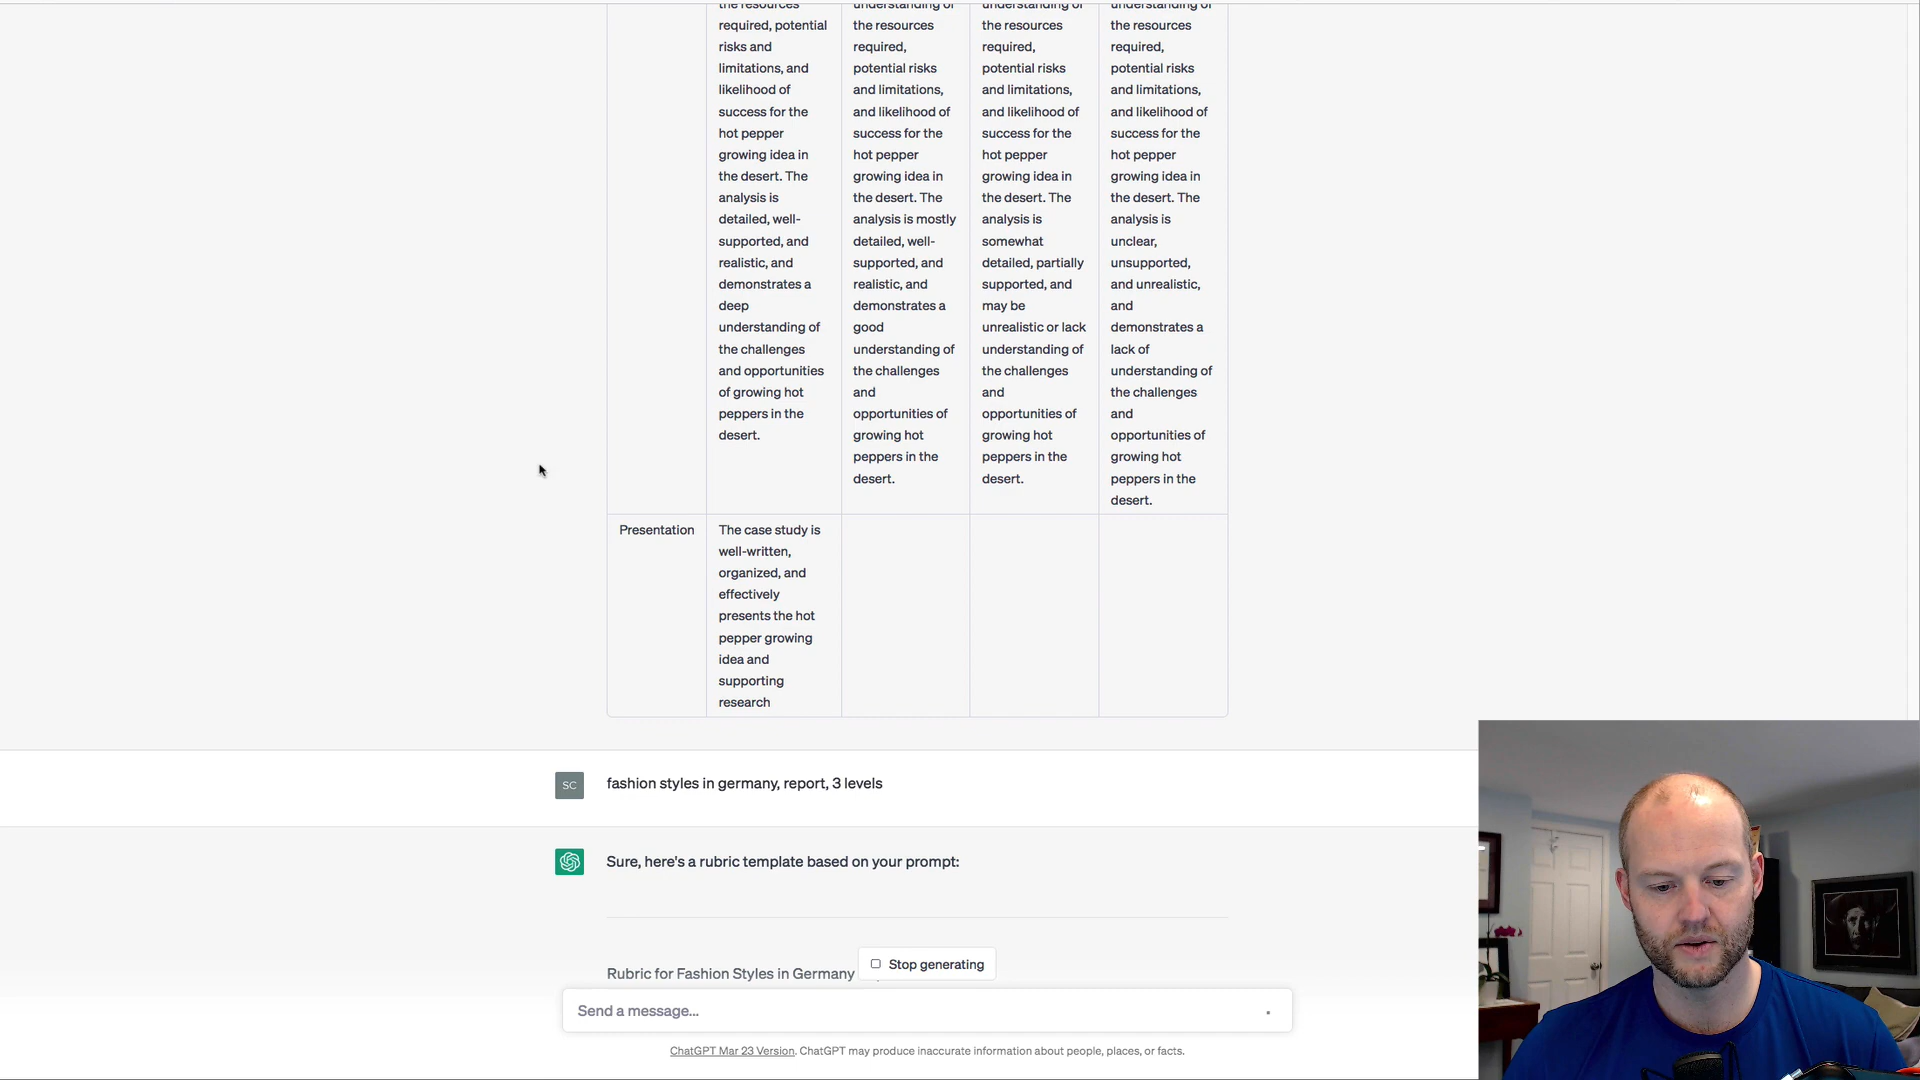 the resources
required, potential
risks and
limitations, and
likelihood of
success for the
hot pepper
growing idea in
the desert. The
analysis is
detailed, well-
supported, and
realistic, and
demonstrates a
deep
understanding of
the challenges
and opportunities
of growing hot
peppers in the
desert.
understanding of
the resources
required,
potential risks
and limitations,
and likelihood of
success for the
hot pepper
growing idea in
the desert. The
analysis is mostly
detailed, well-
supported, and
realistic, and
demonstrates a
good
understanding of
the challenges
and
opportunities of
growing hot
peppers in the
desert.
understanding of
the resources
required,
potential risks
and limitations,
and likelihood of
success for the
hot pepper
growing idea in
the desert. The
analysis is
somewhat
detailed, partially
supported, and
may be
unrealistic or lack
understanding of
the challenges
and
opportunities of
growing hot
peppers in the
desert.
understanding of
the resources
required,
potential risks
and limitations,
and likelihood of
success for the
hot pepper
growing idea in
the desert. The
analysis is
unclear,
unsupported,
and unrealistic,
and
demonstrates a
lack of
understanding of
the challenges
and
opportunities of
growing hot
peppers in the
desert.
Presentation
The case study is
well-written,
organized, and
effectively
presents the hot
pepper growing
idea and
supporting
research
SC
fashion styles in germany, report, 3 levels
Sure, here's a rubric template based on your prompt:
Rubric for Fashion Styles in Germany
Stop generating
Send a message...
ChatGPT Mar 23 Version. ChatGPT may produce inaccurate information about people, places, or facts.